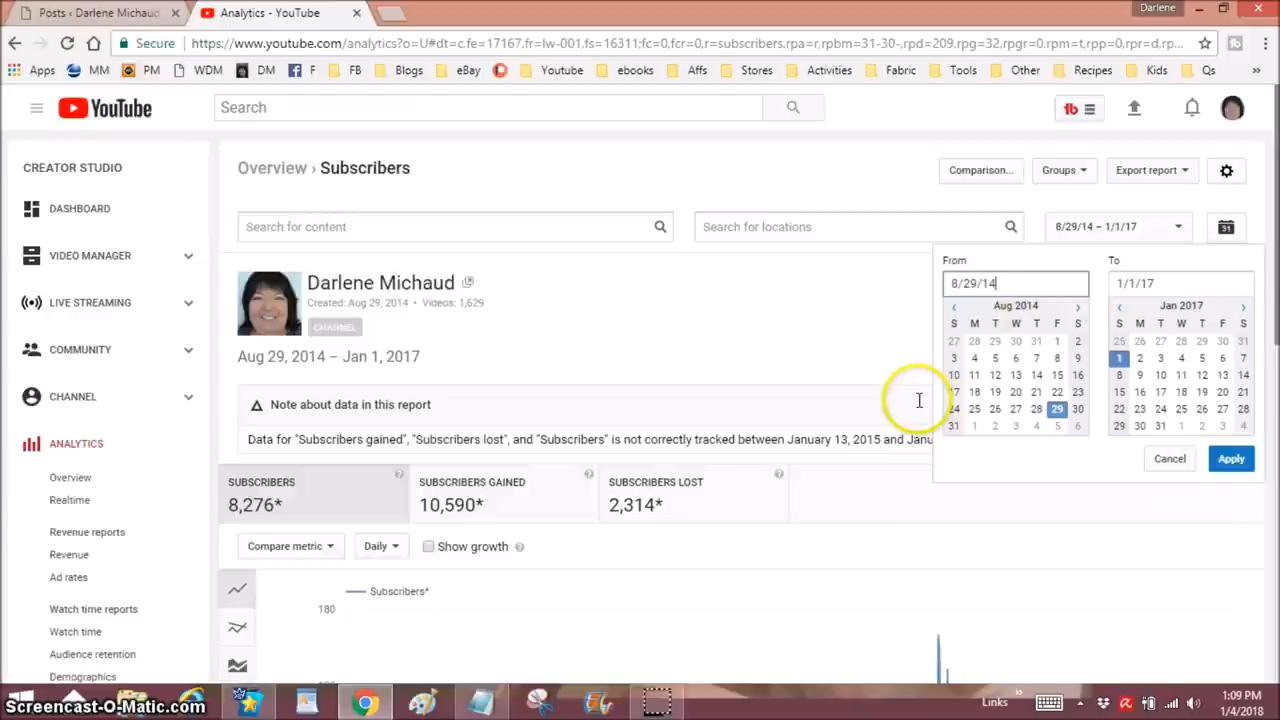 Posts ‹ Darlene Michaud
Analytics - YouTube
Darlene
Secure
https://www.youtube.com/analytics?o=U#dt=c,fe=17167,fr=lw-001,fs=16311;fc=0,fcr=0,r=subscribers,rpa=r,rpbm=31-30-,rpd=209,rpg=32,rpgr=0,rpm=t,rpp=0,rpr=d,rp...
Apps MM PM WDM DM F FB Blogs eBay Youtube ebooks Affs Stores Activities Fabric Tools Other Recipes Kids Qs »
YouTube
Search
tb
CREATOR STUDIO
DASHBOARD
VIDEO MANAGER
LIVE STREAMING
COMMUNITY
CHANNEL
ANALYTICS
Overview
Realtime
Revenue reports
Revenue
Ad rates
Watch time reports
Watch time
Audience retention
Demographics
Overview › Subscribers
Comparison... Groups Export report
Search for content
Search for locations
8/29/14 – 1/1/17
31
Darlene Michaud
Created: Aug 29, 2014 • Videos: 1,629
CHANNEL
Aug 29, 2014 – Jan 1, 2017
Note about data in this report
Data for "Subscribers gained", "Subscribers lost", and "Subscribers" is not correctly tracked between January 13, 2015 and Janu
From
8/29/14
‹ Aug 2014 ›
S M T W T F S
27 28 29 30 31 1 2
3 4 5 6 7 8 9
10 11 12 13 14 15 16
17 18 19 20 21 22 23
24 25 26 27 28 29 30
31 1 2 3 4 5 6
To
1/1/17
‹ Jan 2017 ›
S M T W T F S
25 26 27 28 29 30 31
1 2 3 4 5 6 7
8 9 10 11 12 13 14
15 16 17 18 19 20 21
22 23 24 25 26 27 28
29 30 31 1 2 3 4
Cancel Apply
SUBSCRIBERS
8,276*
SUBSCRIBERS GAINED
10,590*
SUBSCRIBERS LOST
2,314*
Compare metric Daily Show growth
Subscribers*
180
Screencast-O-Matic.com
Links »
1:09 PM
1/4/2018